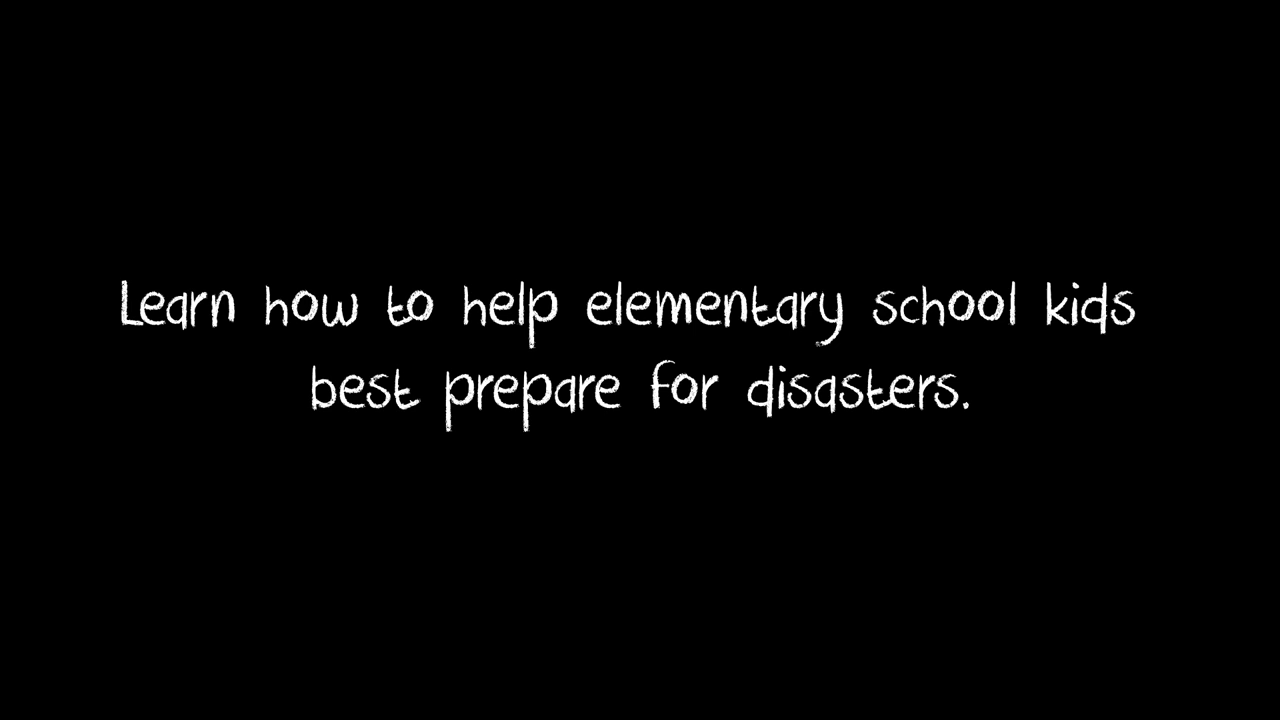 Learn how to help elementary school kids
best prepare for disasters.